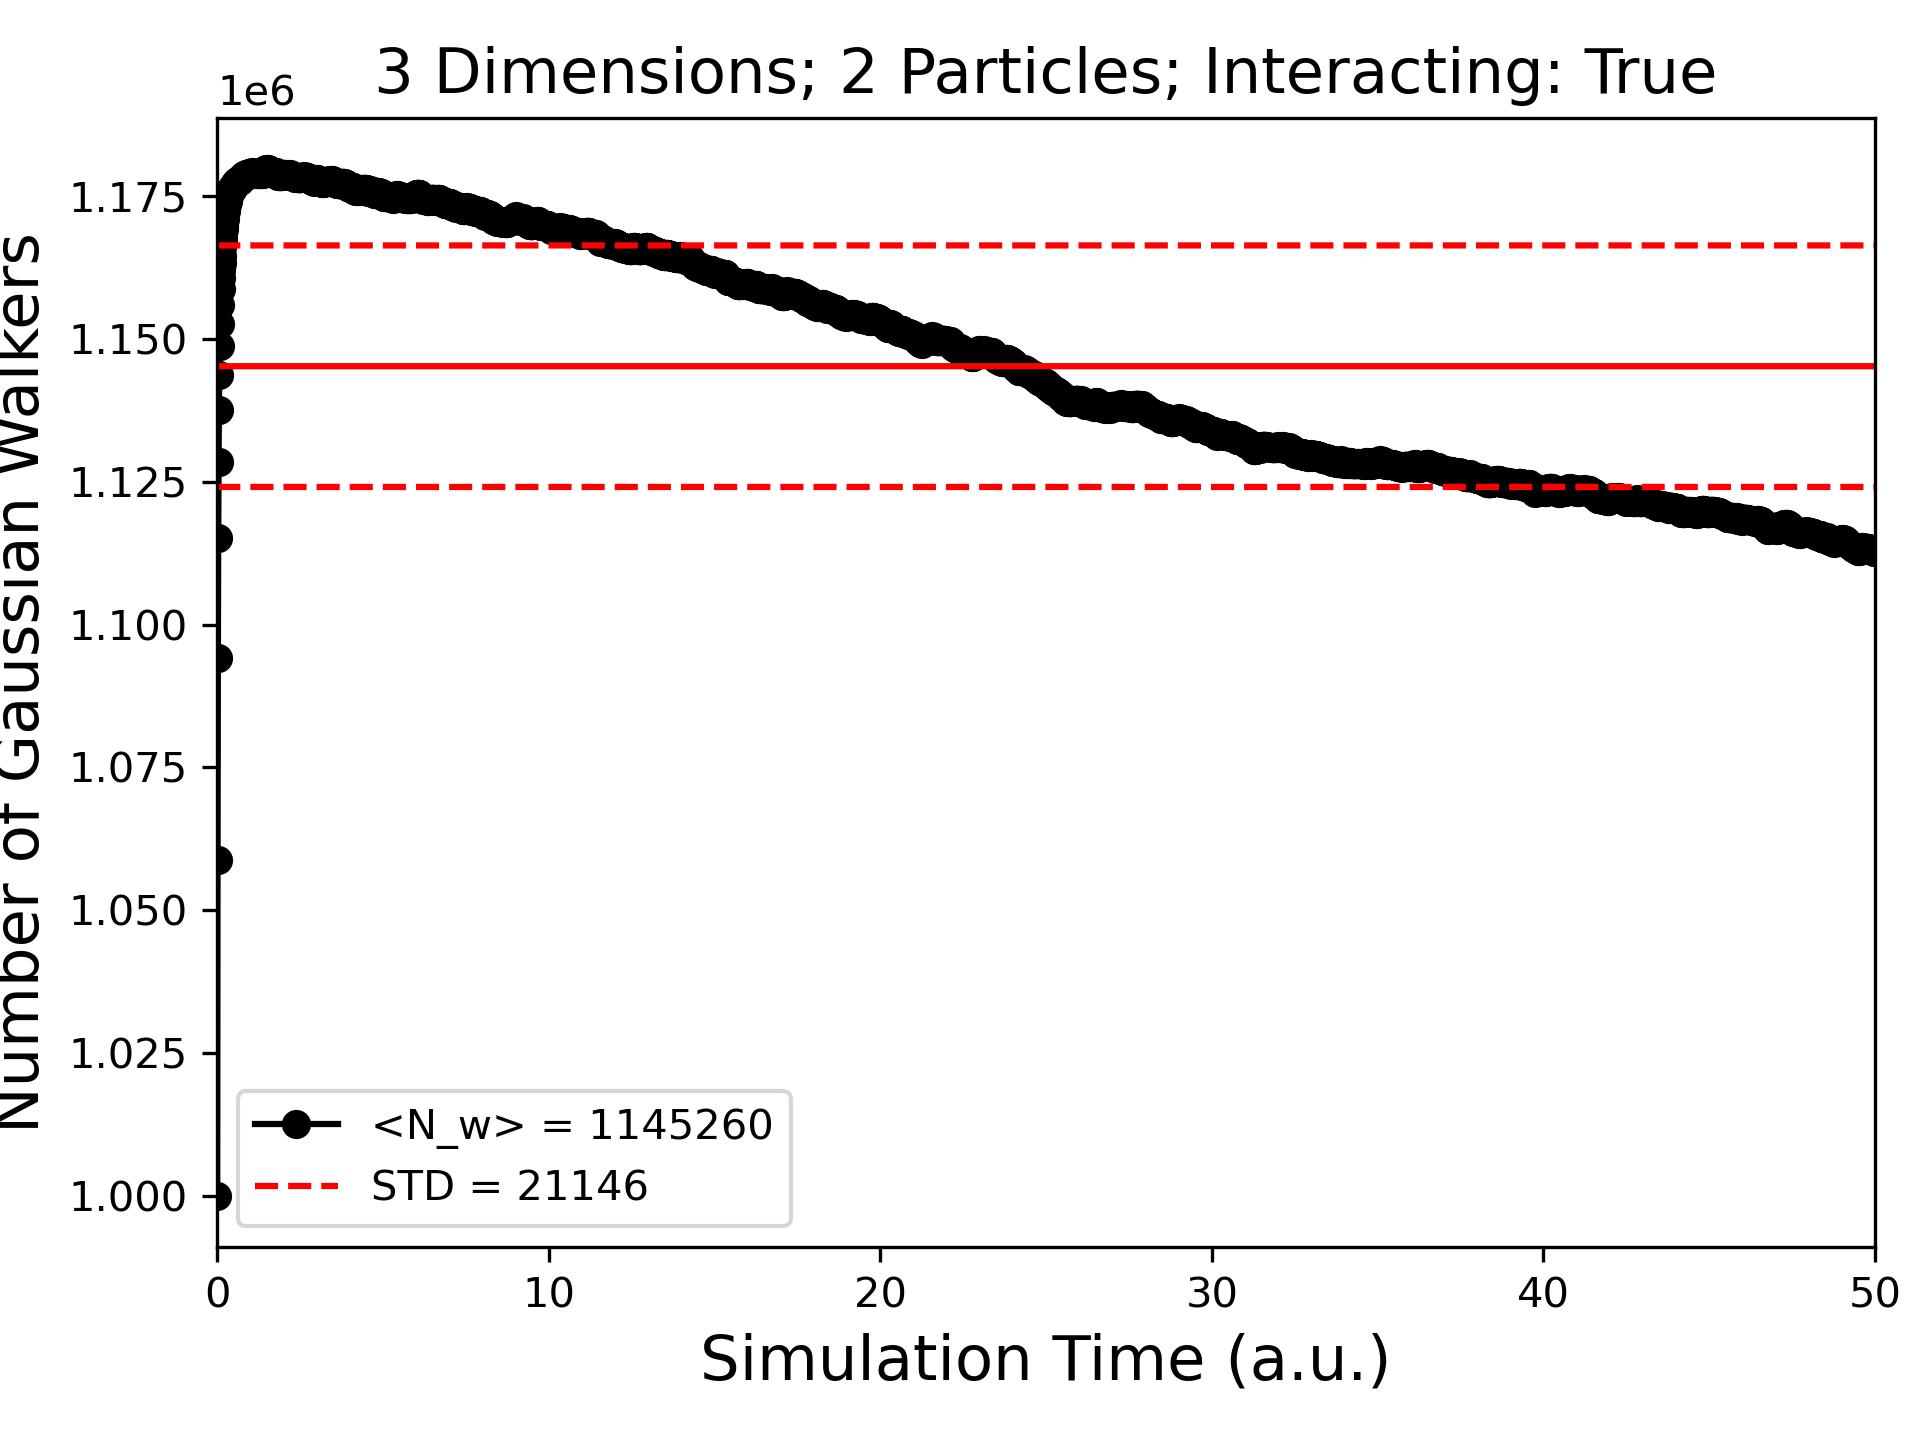 3 Dimensions; 2 Particles; Interacting: True
1e6
Number of Gaussian Walkers
1.175
1.150
1.125
1.100
1.075
1.050
1.025
1.000
<N_w> = 1145260
STD = 21146
0 10 20 30 40 50
Simulation Time (a.u.)